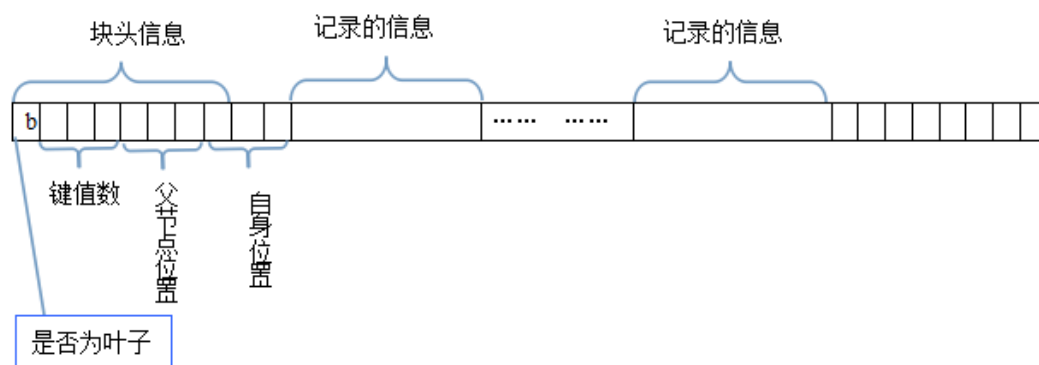 块头信息
记录的信息
记录的信息
b
…… ……
键值数
父节点位置
自身位置
是否为叶子